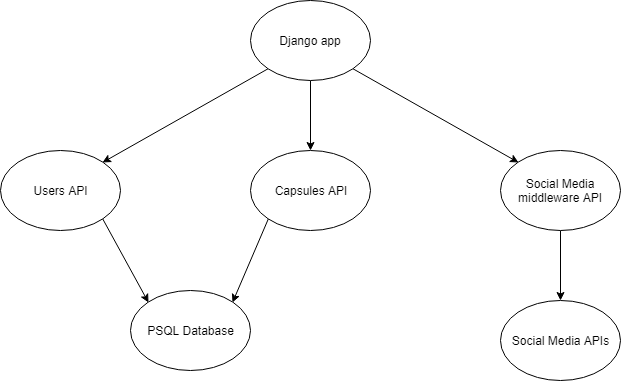 Django app
Users API
Capsules API
Social Media
middleware API
PSQL Database
Social Media APIs